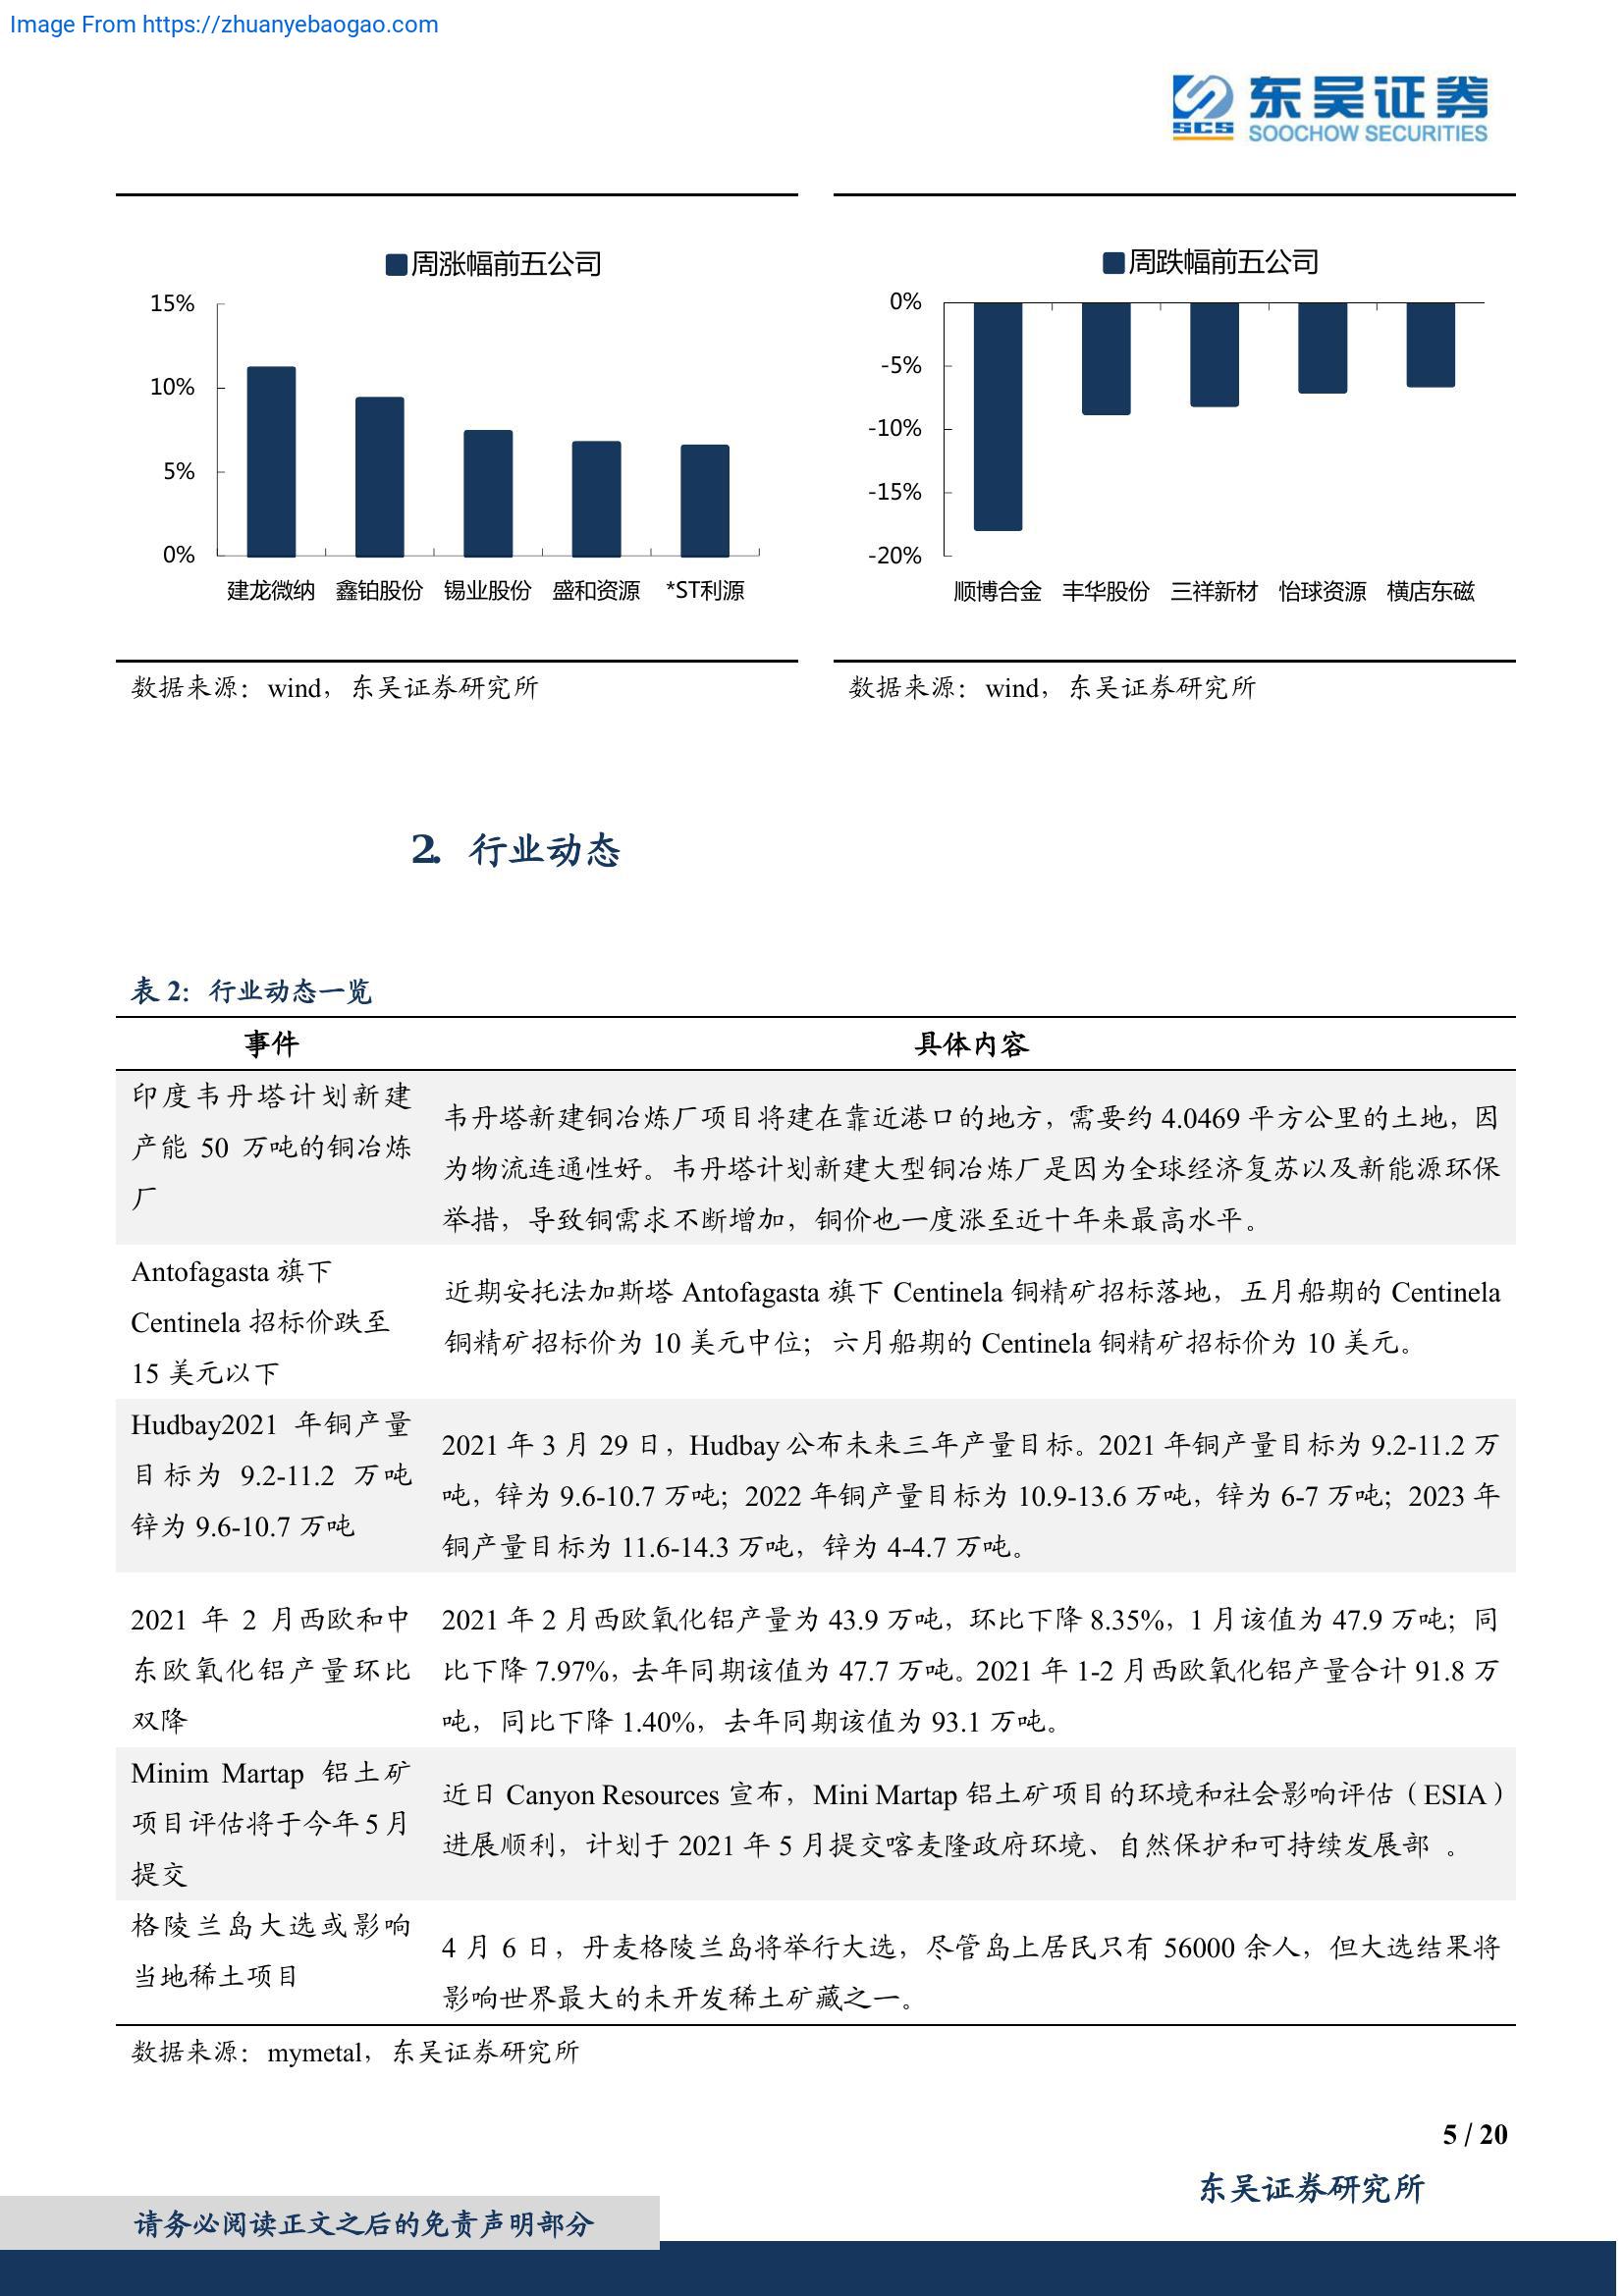 Image From https://zhuanyebaogao.com
SCS 东吴证券
SOOCHOW SECURITIES
周涨幅前五公司
15%
10%
5%
0%
建龙微纳 鑫铂股份 锡业股份 盛和资源 *ST利源
数据来源：wind，东吴证券研究所
周跌幅前五公司
0%
-5%
-10%
-15%
-20%
顺博合金 丰华股份 三祥新材 怡球资源 横店东磁
数据来源：wind，东吴证券研究所
2. 行业动态
表 2：行业动态一览
事件 具体内容
印度韦丹塔计划新建
产能 50 万吨的铜冶炼
厂
韦丹塔新建铜冶炼厂项目将建在靠近港口的地方，需要约 4.0469 平方公里的土地，因
为物流连通性好。韦丹塔计划新建大型铜冶炼厂是因为全球经济复苏以及新能源环保
举措，导致铜需求不断增加，铜价也一度涨至近十年来最高水平。
Antofagasta 旗下
Centinela 招标价跌至
15 美元以下
近期安托法加斯塔 Antofagasta 旗下 Centinela 铜精矿招标落地，五月船期的 Centinela
铜精矿招标价为 10 美元中位；六月船期的 Centinela 铜精矿招标价为 10 美元。
Hudbay2021 年铜产量
目标为 9.2-11.2 万吨
锌为 9.6-10.7 万吨
2021 年 3 月 29 日，Hudbay 公布未来三年产量目标。2021 年铜产量目标为 9.2-11.2 万
吨，锌为 9.6-10.7 万吨；2022 年铜产量目标为 10.9-13.6 万吨，锌为 6-7 万吨；2023 年
铜产量目标为 11.6-14.3 万吨，锌为 4-4.7 万吨。
2021 年 2 月西欧和中
东欧氧化铝产量环比
双降
2021 年 2 月西欧氧化铝产量为 43.9 万吨，环比下降 8.35%，1 月该值为 47.9 万吨；同
比下降 7.97%，去年同期该值为 47.7 万吨。2021 年 1-2 月西欧氧化铝产量合计 91.8 万
吨，同比下降 1.40%，去年同期该值为 93.1 万吨。
Minim Martap 铝土矿
项目评估将于今年 5 月
提交
近日 Canyon Resources 宣布，Mini Martap 铝土矿项目的环境和社会影响评估（ESIA）
进展顺利，计划于 2021 年 5 月提交喀麦隆政府环境、自然保护和可持续发展部 。
格陵兰岛大选或影响
当地稀土项目
4 月 6 日，丹麦格陵兰岛将举行大选，尽管岛上居民只有 56000 余人，但大选结果将
影响世界最大的未开发稀土矿藏之一。
数据来源：mymetal，东吴证券研究所
5 / 20
东吴证券研究所
请务必阅读正文之后的免责声明部分